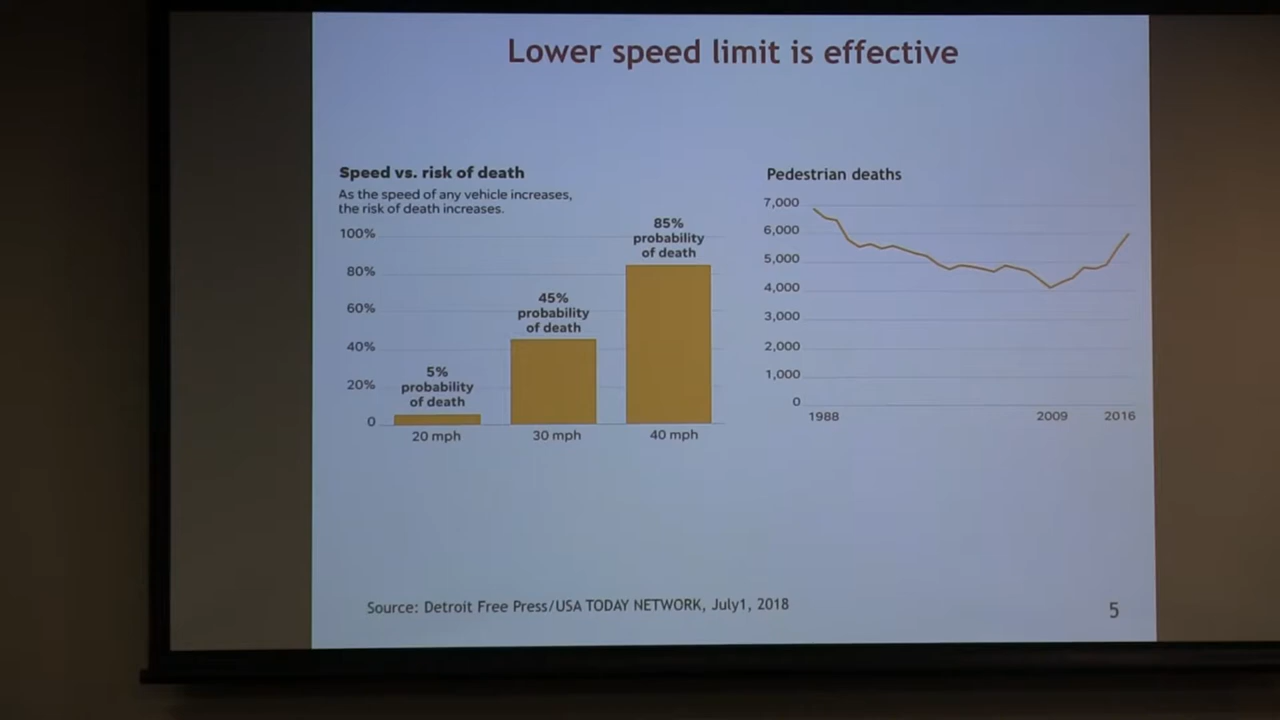 Lower speed limit is effective
Speed vs. risk of death
As the speed of any vehicle increases,
the risk of death increases.
100%
80%
60%
40%
20%
0
5%
probability
of death
45%
probability
of death
85%
probability
of death
20 mph
30 mph
40 mph
Pedestrian deaths
7,000
6,000
5,000
4,000
3,000
2,000
1,000
0
1988
2009
2016
Source: Detroit Free Press/USA TODAY NETWORK, July1, 2018
5